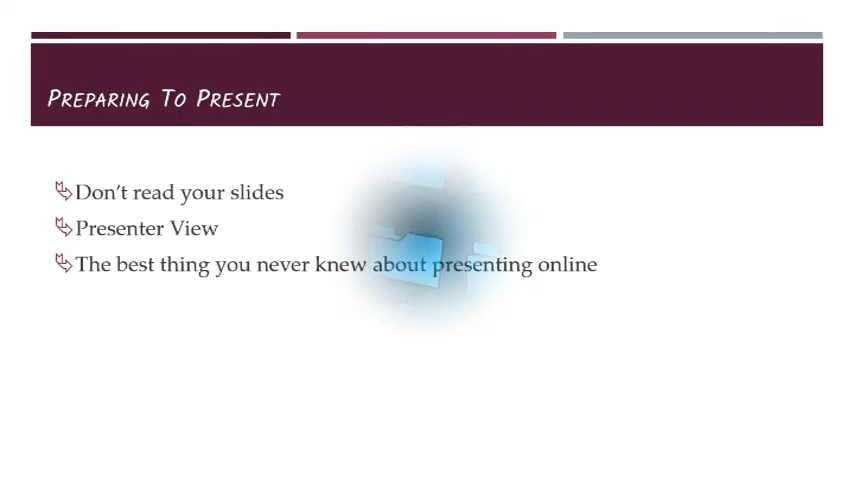 Preparing To Present
Don’t read your slides
Presenter View
The best thing you never knew about presenting online